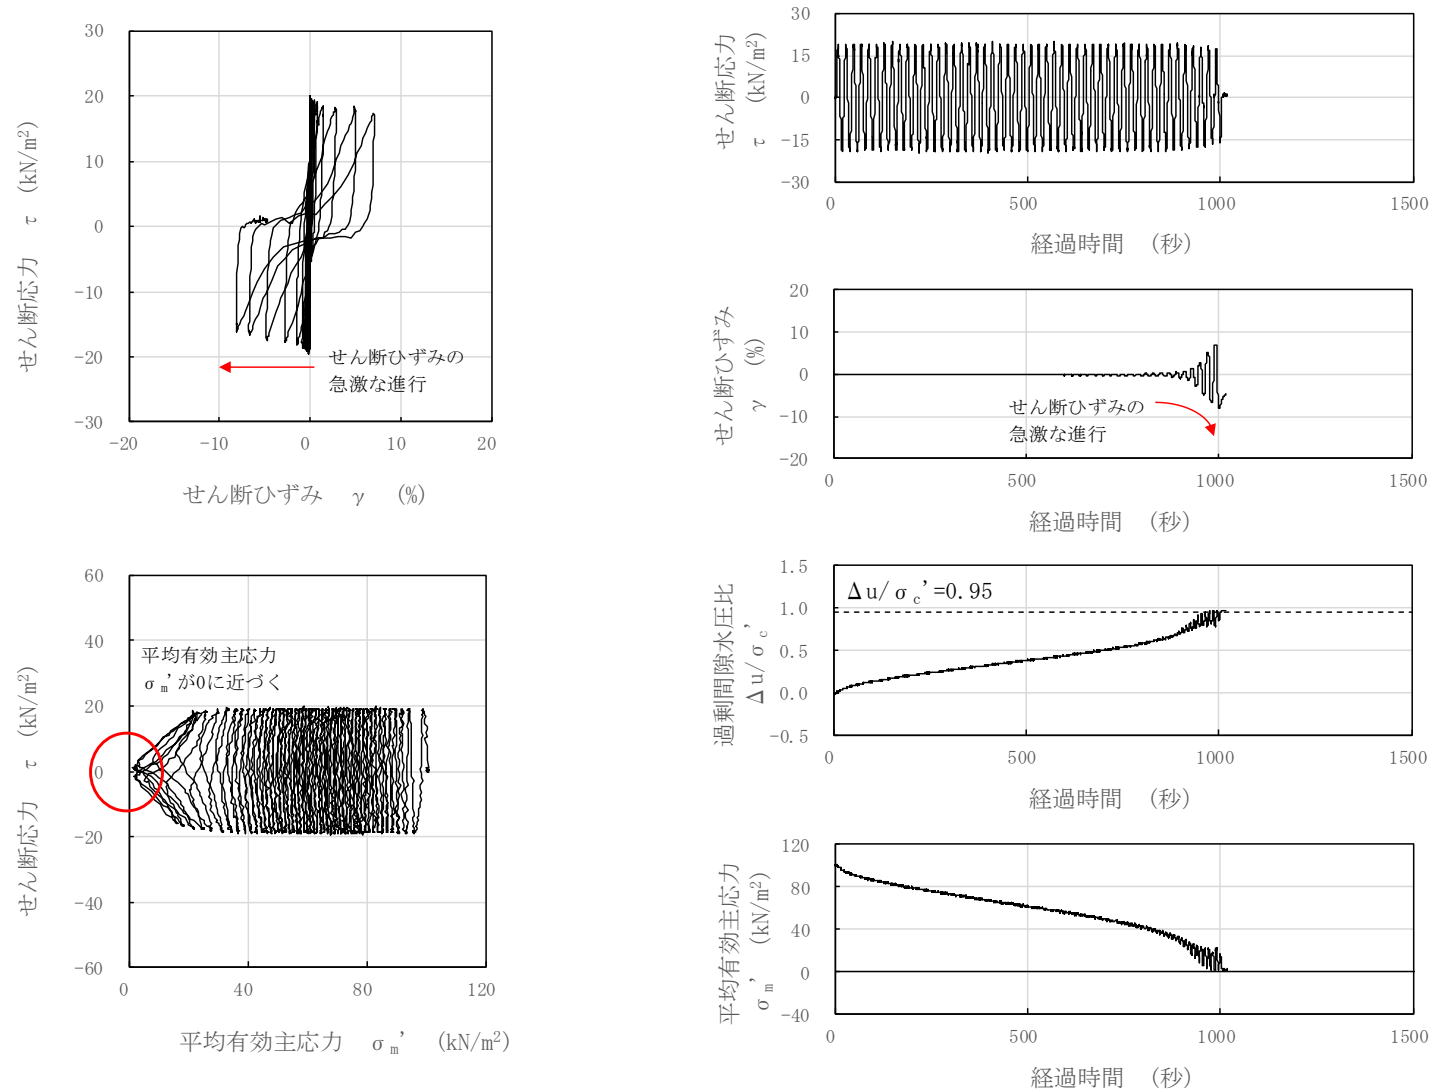 30
20
10
0
-10
-20
-30
-20
-10
0
10
20
せん断応力 τ (kN/m²)
せん断ひずみ γ (%)
せん断ひずみの
急激な進行
30
15
0
-15
-30
0
500
1000
1500
せん断応力
τ (kN/m²)
経過時間 (秒)
20
10
0
-10
-20
0
500
1000
1500
せん断ひずみ
γ (%)
経過時間 (秒)
せん断ひずみの
急激な進行
60
40
20
0
-20
-40
-60
0
40
80
120
せん断応力 τ (kN/m²)
平均有効主応力 σm' (kN/m²)
平均有効主応力
σm'が0に近づく
1.5
1.0
0.5
0.0
-0.5
0
500
1000
1500
過剰間隙水圧比
Δu/σc'
経過時間 (秒)
Δu/σc'=0.95
120
80
40
0
-40
0
500
1000
1500
平均有効主応力
σm' (kN/m²)
経過時間 (秒)